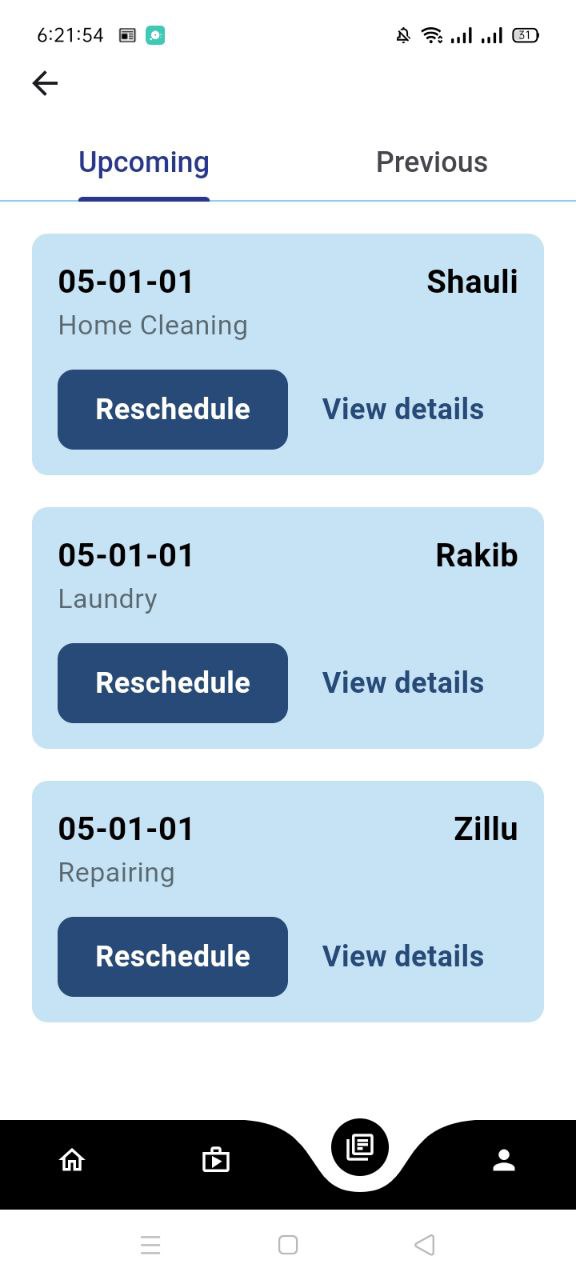 6:21:54 31
Upcoming Previous
05-01-01 Shauli
Home Cleaning
Reschedule View details
05-01-01 Rakib
Laundry
Reschedule View details
05-01-01 Zillu
Repairing
Reschedule View details